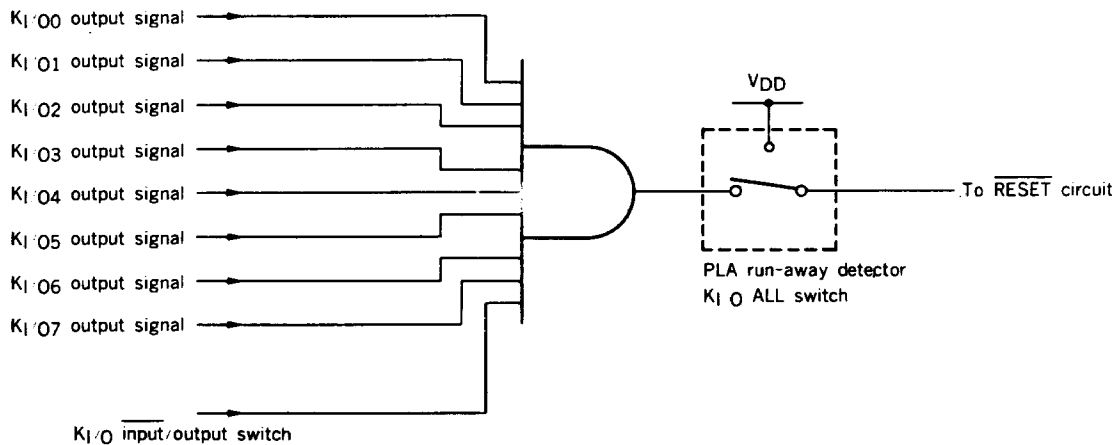 KI/O0 output signal
KI/O1 output signal
KI/O2 output signal
KI/O3 output signal
KI/O4 output signal
KI/O5 output signal
KI/O6 output signal
KI/O7 output signal
KI/O input/output switch
VDD
PLA run-away detector
KI/O ALL switch
To RESET circuit